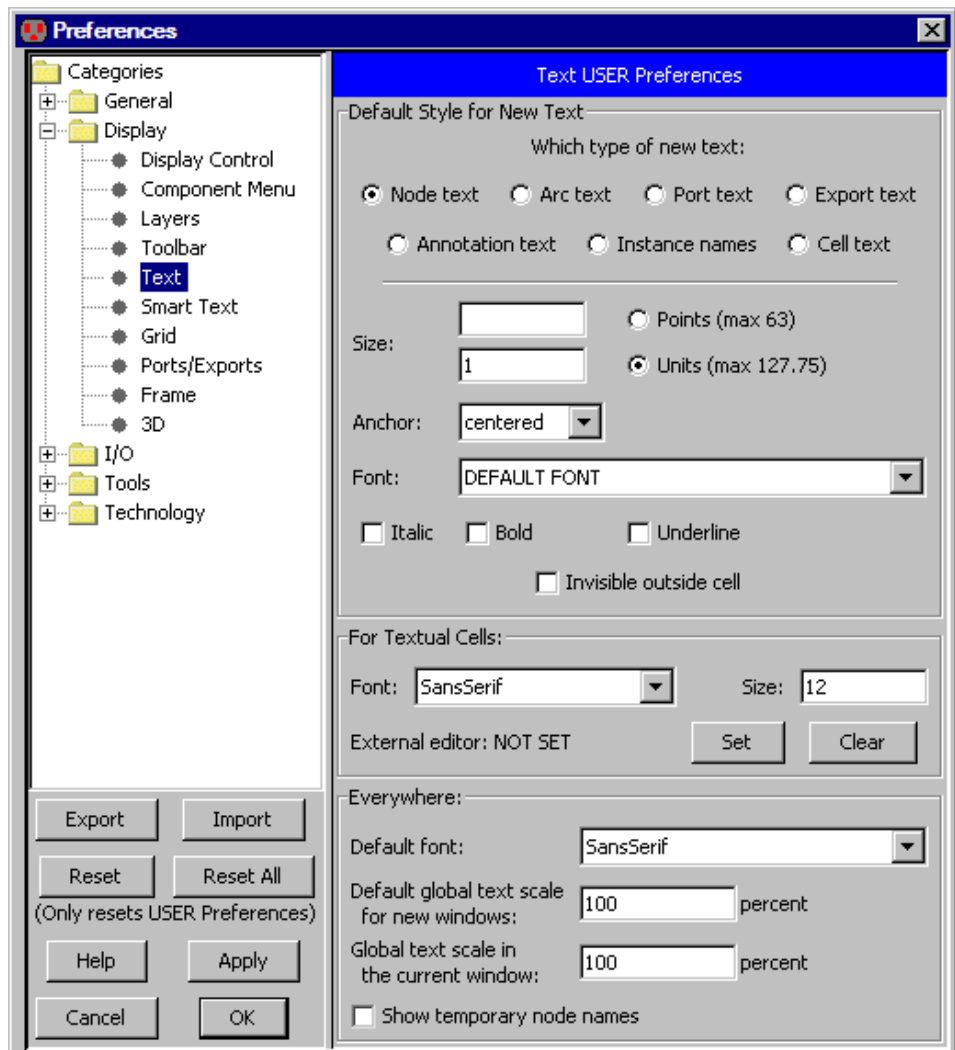 Preferences
Categories
General
Display
Display Control
Component Menu
Layers
Toolbar
Text
Smart Text
Grid
Ports/Exports
Frame
3D
I/O
Tools
Technology
Export Import
Reset Reset All
(Only resets USER Preferences)
Help Apply
Cancel OK
Text USER Preferences
Default Style for New Text
Which type of new text:
Node text Arc text Port text Export text
Annotation text Instance names Cell text
Size: Points (max 63)
1 Units (max 127.75)
Anchor: centered
Font: DEFAULT FONT
Italic Bold Underline
Invisible outside cell
For Textual Cells:
Font: SansSerif Size: 12
External editor: NOT SET Set Clear
Everywhere:
Default font: SansSerif
Default global text scale
for new windows: 100 percent
Global text scale in
the current window: 100 percent
Show temporary node names